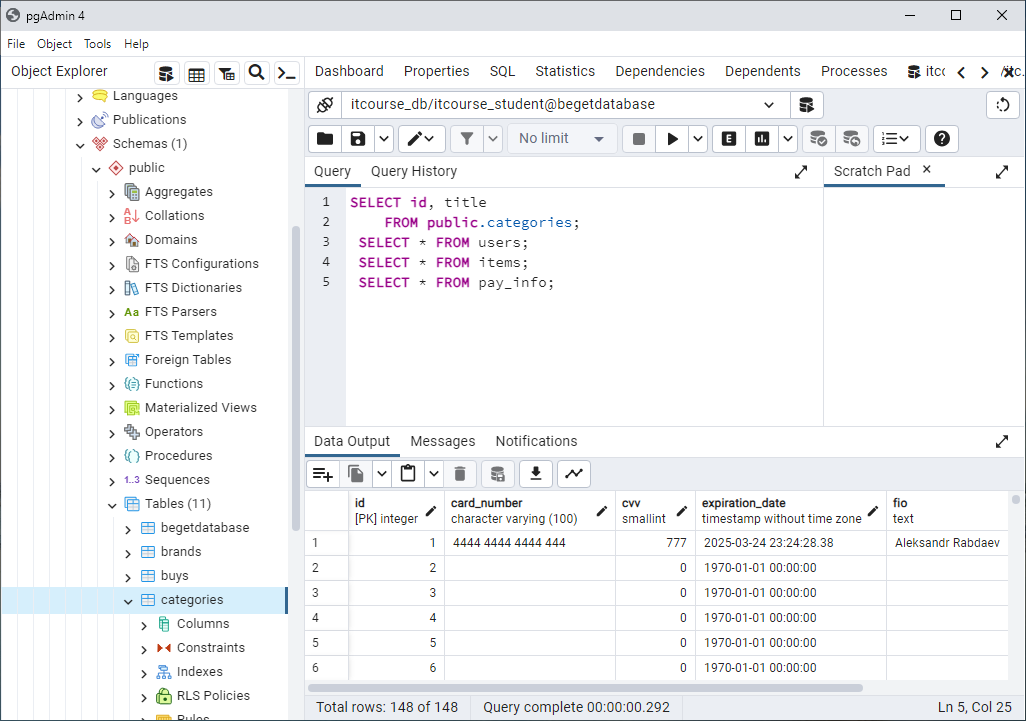 pgAdmin 4
File Object Tools Help
Object Explorer
Dashboard Properties SQL Statistics Dependencies Dependents Processes
Languages
Publications
Schemas (1)
public
Aggregates
Collations
Domains
FTS Configurations
FTS Dictionaries
FTS Parsers
FTS Templates
Foreign Tables
Functions
Materialized Views
Operators
Procedures
1..3 Sequences
Tables (11)
begetdatabase
brands
buys
categories
Columns
Constraints
Indexes
RLS Policies
Rules
itcourse_db/itcourse_student@begetdatabase
No limit
E
Query Query History
Scratch Pad
1 SELECT id, title
2 FROM public.categories;
3 SELECT * FROM users;
4 SELECT * FROM items;
5 SELECT * FROM pay_info;
Data Output Messages Notifications
id card_number cvv expiration_date fio
[PK] integer character varying (100) smallint timestamp without time zone text
1 1 4444 4444 4444 444 777 2025-03-24 23:24:28.38 Aleksandr Rabdaev
2 2 0 1970-01-01 00:00:00
3 3 0 1970-01-01 00:00:00
4 4 0 1970-01-01 00:00:00
5 5 0 1970-01-01 00:00:00
6 6 0 1970-01-01 00:00:00
Total rows: 148 of 148 Query complete 00:00:00.292 Ln 5, Col 25